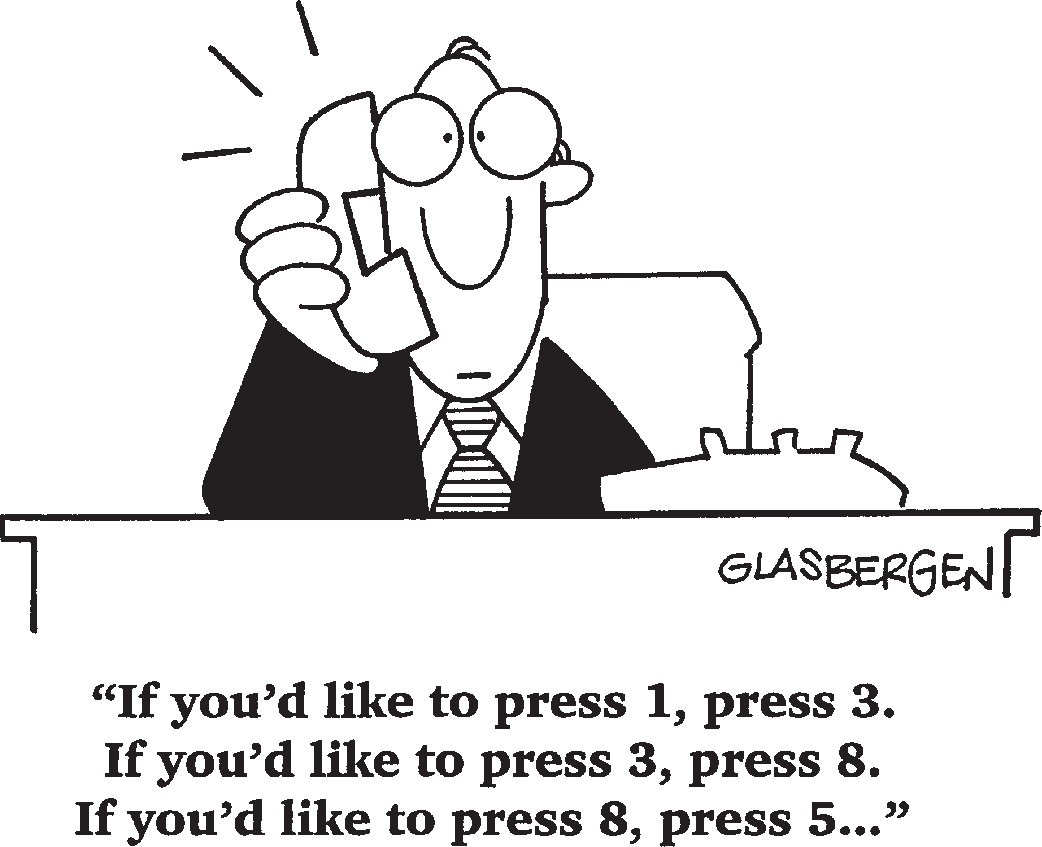 GLASBERGEN
“If you’d like to press 1, press 3.
If you’d like to press 3, press 8.
If you’d like to press 8, press 5...”